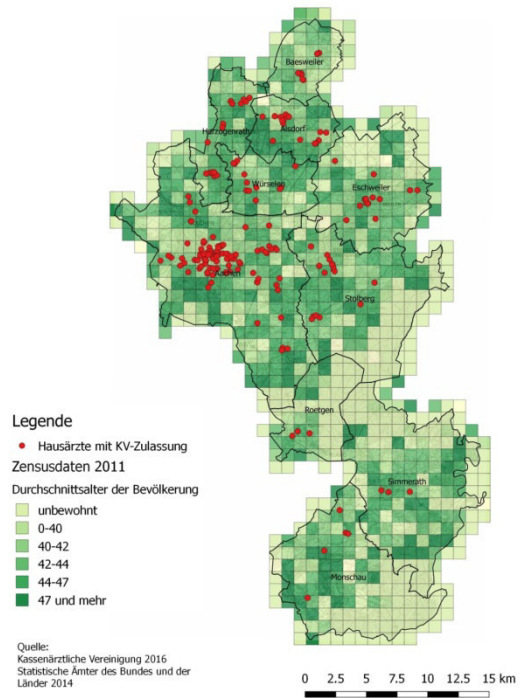 Baesweiler
Herzogenrath
Alsdorf
Würselen
Eschweiler
Aachen
Stolberg
Roetgen
Simmerath
Monschau
Legende
Hausärzte mit KV-Zulassung
Zensusdaten 2011
Durchschnittsalter der Bevölkerung
unbewohnt
0-40
40-42
42-44
44-47
47 und mehr
Quelle:
Kassenärztliche Vereinigung 2016
Statistische Ämter des Bundes und der
Länder 2014
0 2.5 5 7.5 10 12.5 15 km